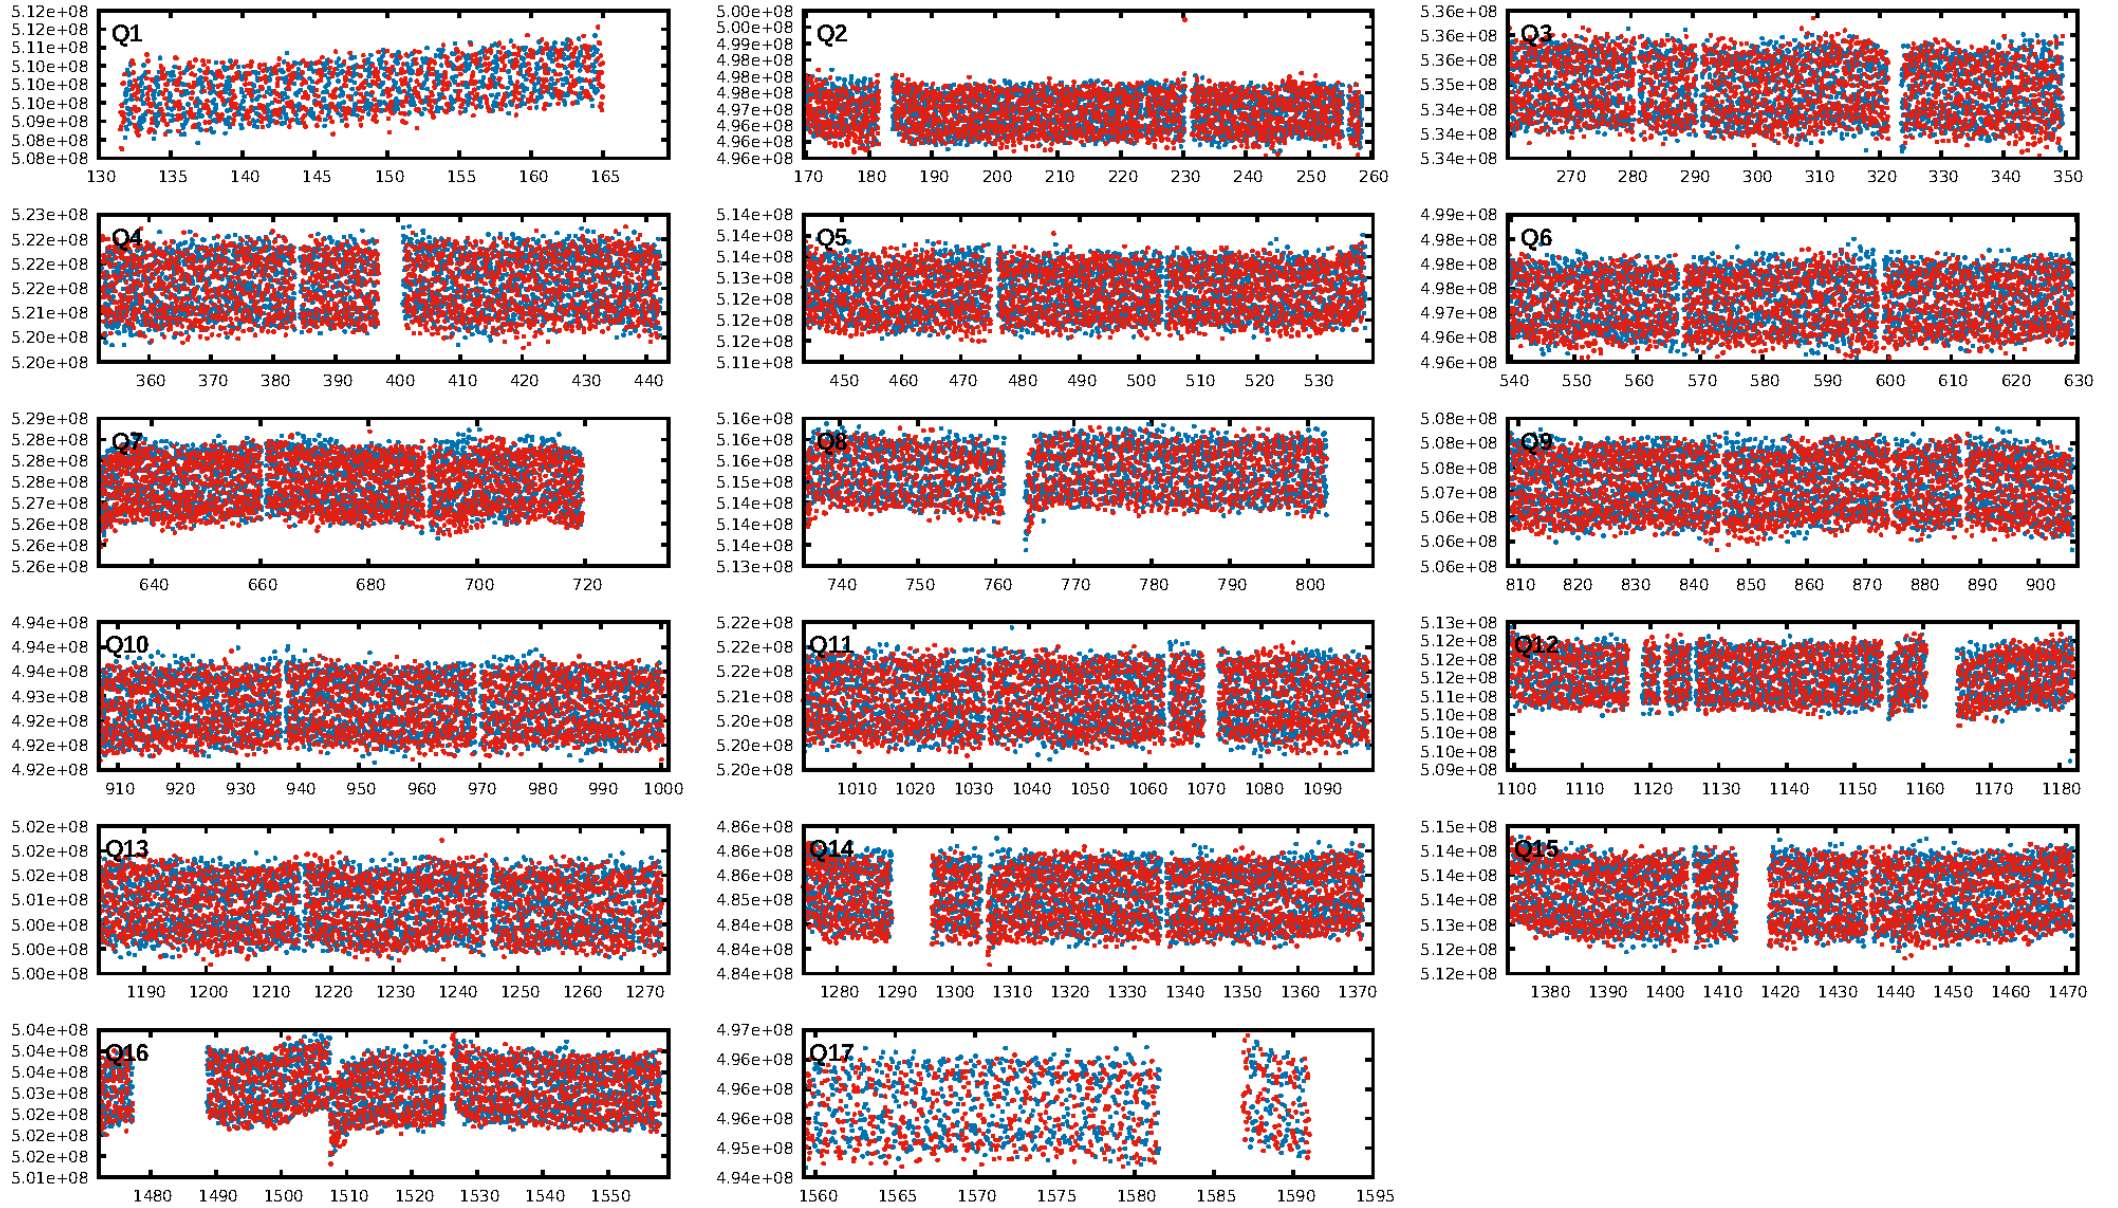 5.12e+08
5.12e+08
5.11e+08
5.10e+08
5.10e+08
5.10e+08
5.09e+08
5.08e+08
5.08e+08
Q1
130 135 140 145 150 155 160 165
5.00e+08
5.00e+08
4.99e+08
4.98e+08
4.98e+08
4.98e+08
4.97e+08
4.96e+08
4.96e+08
4.96e+08
Q2
170 180 190 200 210 220 230 240 250 260
5.36e+08
5.36e+08
5.36e+08
5.35e+08
5.34e+08
5.34e+08
5.34e+08
Q3
270 280 290 300 310 320 330 340 350
5.23e+08
5.22e+08
5.22e+08
5.22e+08
5.21e+08
5.20e+08
5.20e+08
Q4
360 370 380 390 400 410 420 430 440
5.14e+08
5.14e+08
5.14e+08
5.13e+08
5.12e+08
5.12e+08
5.12e+08
5.11e+08
Q5
450 460 470 480 490 500 510 520 530
4.99e+08
4.98e+08
4.98e+08
4.98e+08
4.97e+08
4.96e+08
4.96e+08
Q6
540 550 560 570 580 590 600 610 620 630
5.29e+08
5.28e+08
5.28e+08
5.28e+08
5.27e+08
5.26e+08
5.26e+08
5.26e+08
Q7
640 660 680 700 720
5.16e+08
5.16e+08
5.16e+08
5.15e+08
5.14e+08
5.14e+08
5.14e+08
5.13e+08
Q8
740 750 760 770 780 790 800
5.08e+08
5.08e+08
5.08e+08
5.07e+08
5.06e+08
5.06e+08
5.06e+08
Q9
810 820 830 840 850 860 870 880 890 900
4.94e+08
4.94e+08
4.94e+08
4.93e+08
4.92e+08
4.92e+08
4.92e+08
Q10
910 920 930 940 950 960 970 980 990 1000
5.22e+08
5.22e+08
5.22e+08
5.21e+08
5.20e+08
5.20e+08
5.20e+08
Q11
1010 1020 1030 1040 1050 1060 1070 1080 1090
5.13e+08
5.12e+08
5.12e+08
5.12e+08
5.11e+08
5.10e+08
5.10e+08
5.10e+08
5.09e+08
Q12
1100 1110 1120 1130 1140 1150 1160 1170 1180
5.02e+08
5.02e+08
5.01e+08
5.01e+08
5.00e+08
5.00e+08
5.00e+08
Q13
1190 1200 1210 1220 1230 1240 1250 1260 1270
4.86e+08
4.86e+08
4.86e+08
4.85e+08
4.84e+08
4.84e+08
4.84e+08
Q14
1280 1290 1300 1310 1320 1330 1340 1350 1360 1370
5.15e+08
5.14e+08
5.14e+08
5.14e+08
5.13e+08
5.12e+08
5.12e+08
Q15
1380 1390 1400 1410 1420 1430 1440 1450 1460 1470
5.04e+08
5.04e+08
5.04e+08
5.03e+08
5.02e+08
5.02e+08
5.02e+08
5.01e+08
Q16
1480 1490 1500 1510 1520 1530 1540 1550
4.97e+08
4.96e+08
4.96e+08
4.96e+08
4.95e+08
4.94e+08
Q17
1560 1565 1570 1575 1580 1585 1590 1595